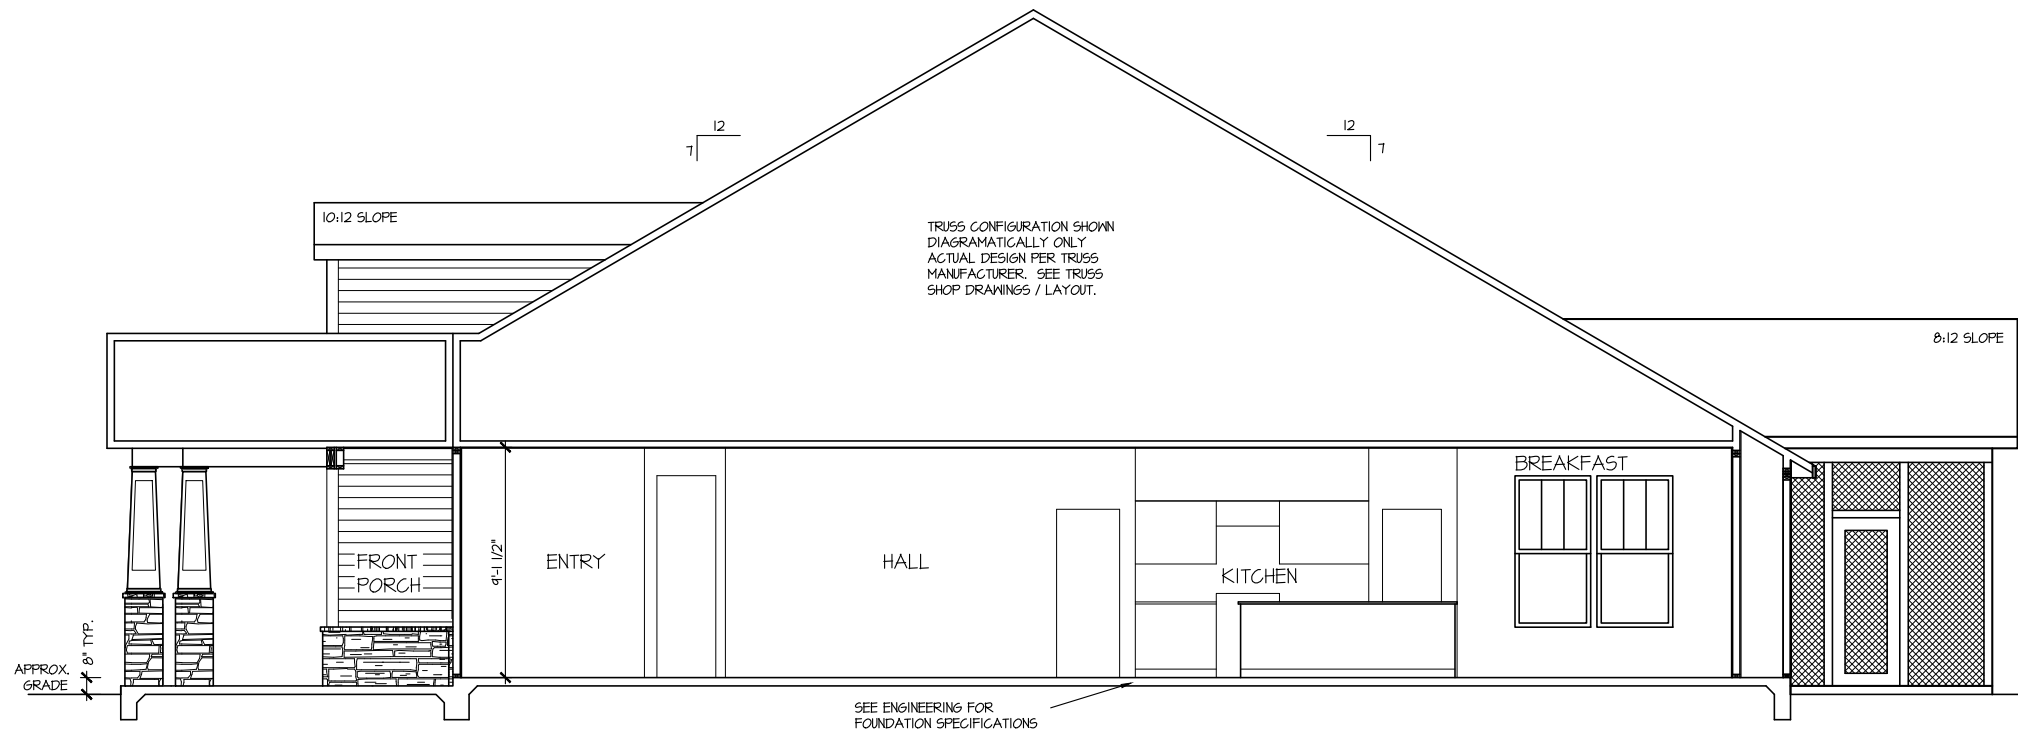 12
7
12
7
10:12 SLOPE
TRUSS CONFIGURATION SHOWN
DIAGRAMATICALLY ONLY
ACTUAL DESIGN PER TRUSS
MANUFACTURER. SEE TRUSS
SHOP DRAWINGS / LAYOUT.
8:12 SLOPE
BREAKFAST
FRONT
PORCH
9'-1 1/2"
ENTRY
HALL
KITCHEN
8" TYP.
APPROX.
GRADE
SEE ENGINEERING FOR
FOUNDATION SPECIFICATIONS